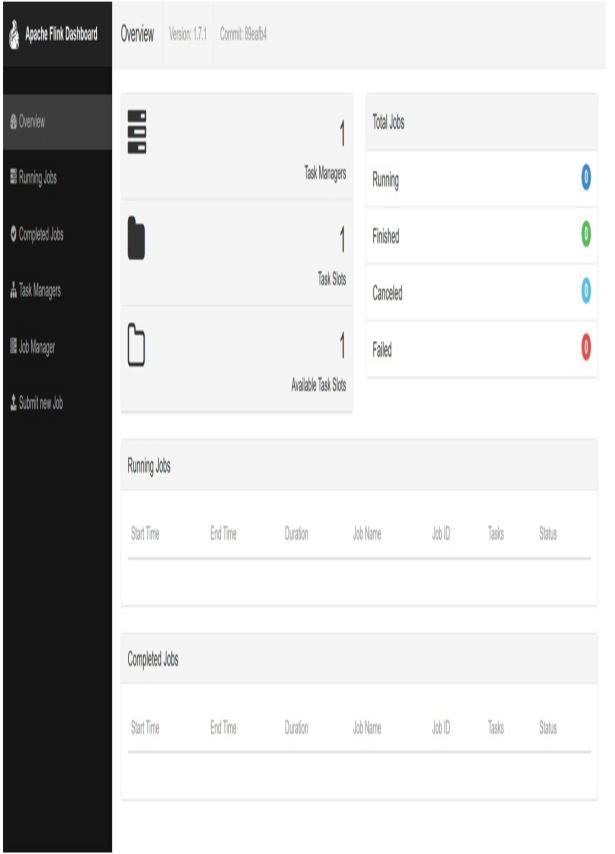 Apache Flink Dashboard
Overview
Running Jobs
Completed Jobs
Task Managers
Job Manager
Submit new Job
Overview Version: 1.7.1 Commit: 89eafb4
1
Task Managers
1
Task Slots
1
Available Task Slots
Total Jobs
Running 0
Finished 0
Canceled 0
Failed 0
Running Jobs
Start Time End Time Duration Job Name Job ID Tasks Status
Completed Jobs
Start Time End Time Duration Job Name Job ID Tasks Status